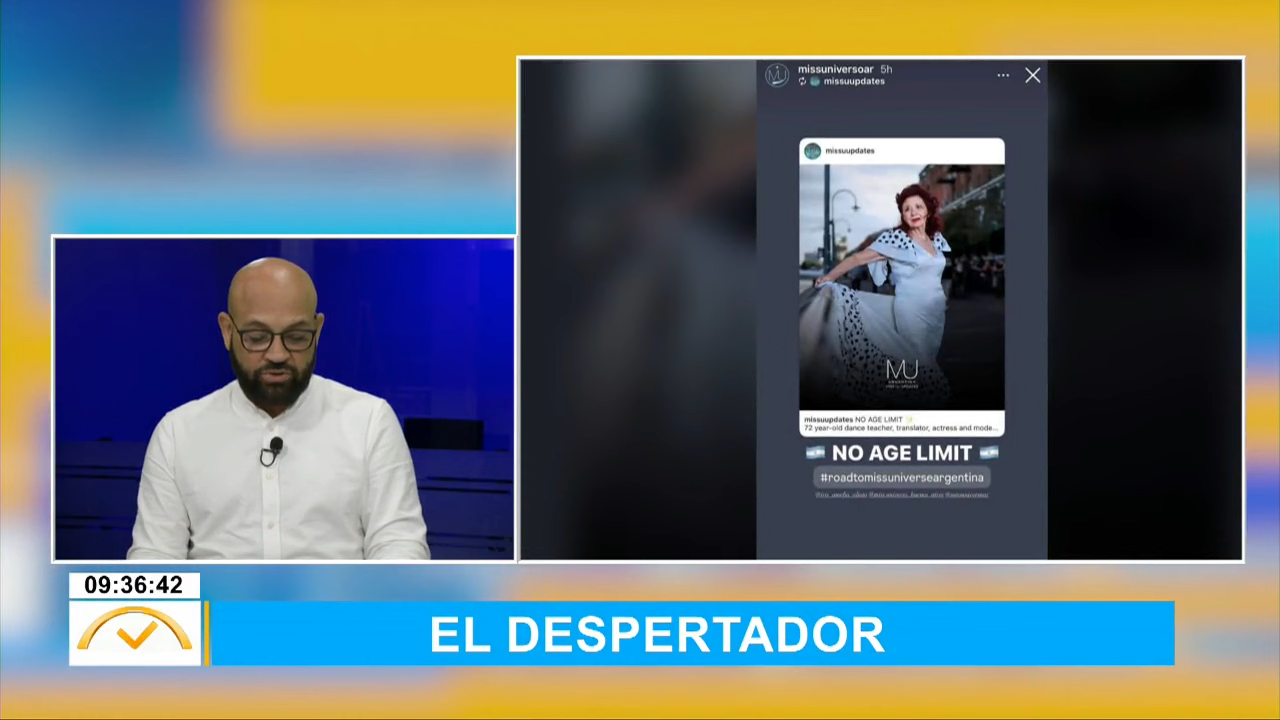 missuniversoar 5h
missuupdates
missuupdates
MU
ARGENTINA
missuupdates NO AGE LIMIT ✨
72 year-old dance teacher, translator, actress and mode...
🇦🇷 NO AGE LIMIT 🇦🇷
#roadtomissuniverseargentina
09:36:42
EL DESPERTADOR